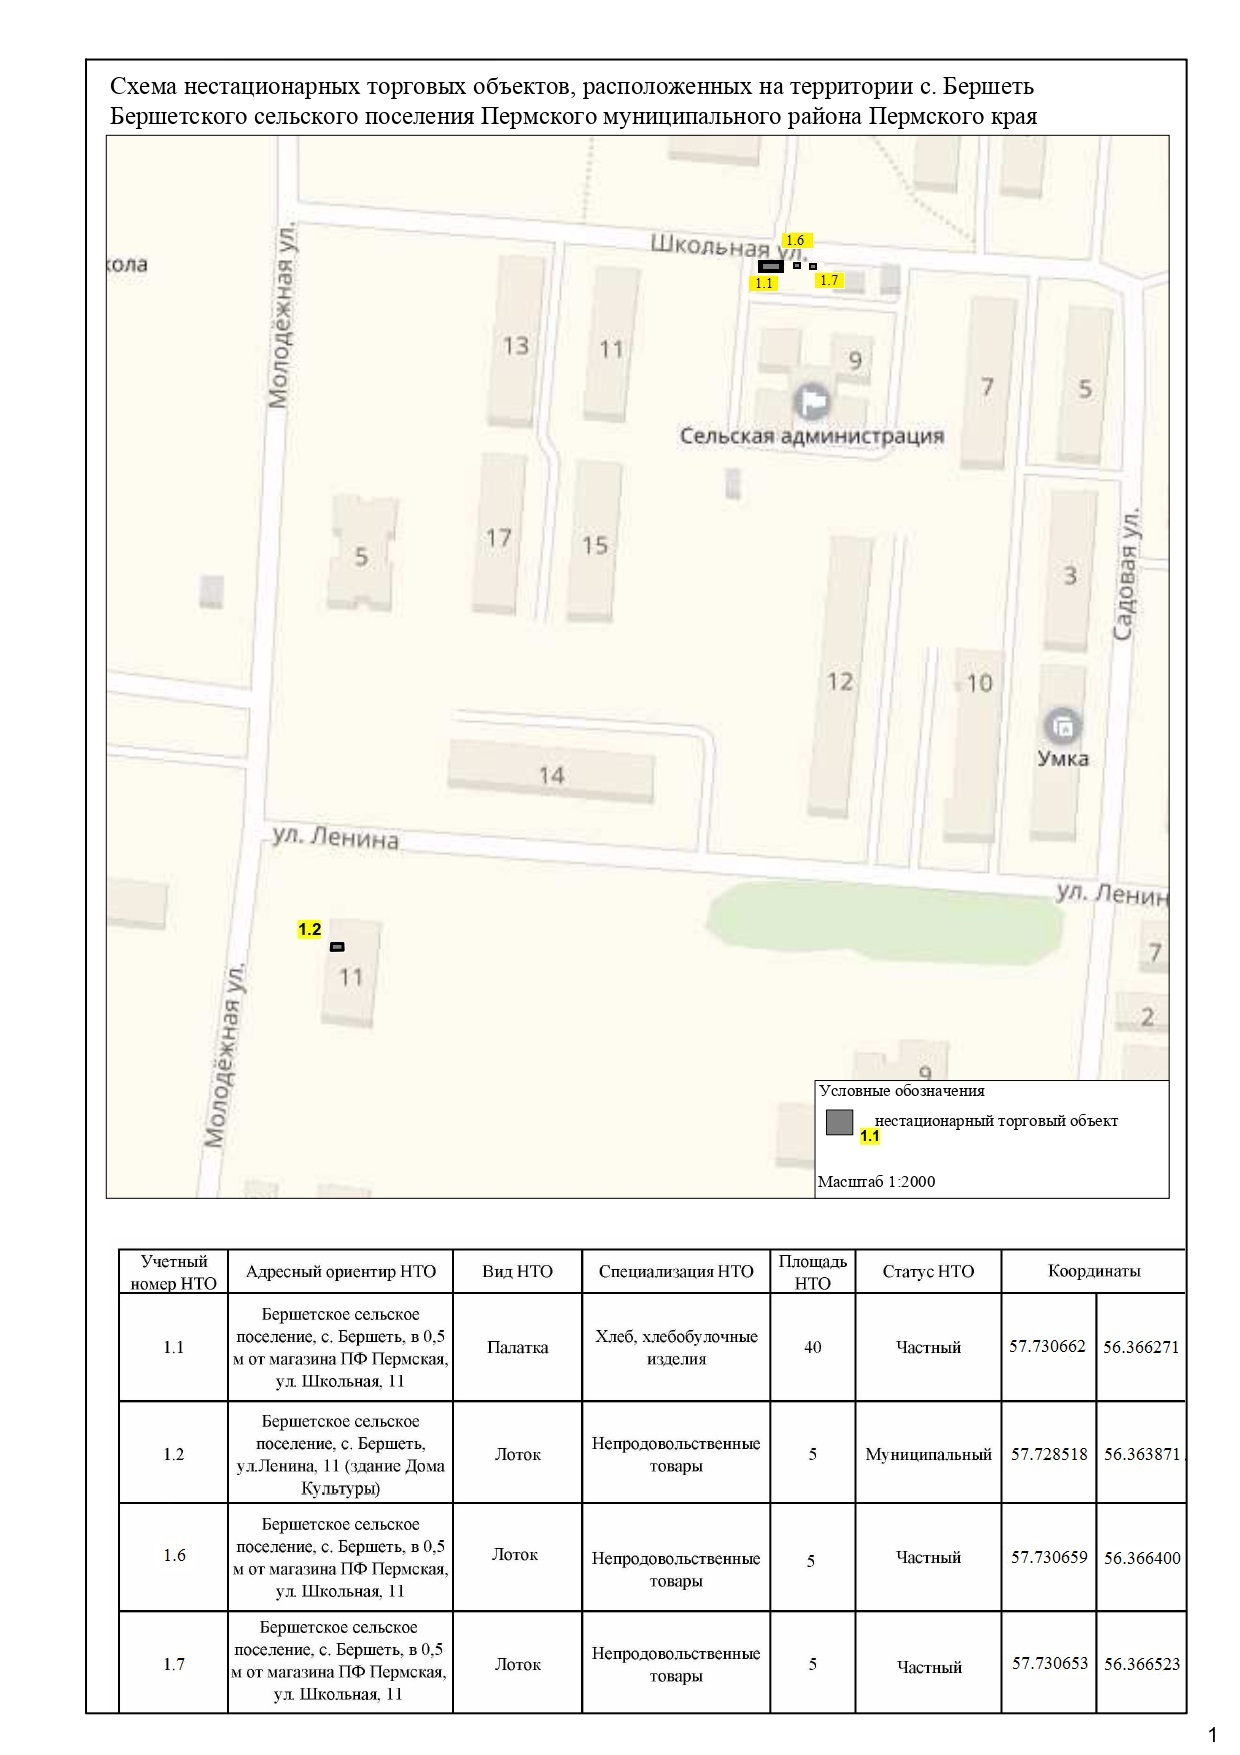 Схема нестационарных торговых объектов, расположенных на территории с. Бершеть
Бершетского сельского поселения Пермского муниципального района Пермского края
Школьная ул.
1.6
1.1
1.7
кола
Молодёжная ул.
13
11
9
7
5
Сельская администрация
5
17
15
3
Садовая ул.
12
10
Умка
14
ул. Ленина
ул. Ленин
1.2
11
7
2
Молодёжная ул.
9
Условные обозначения
нестационарный торговый объект
1.1
Масштаб 1:2000
Учетный номер НТО Адресный ориентир НТО Вид НТО Специализация НТО Площадь НТО Статус НТО Координаты
1.1
Бершетское сельское
поселение, с. Бершеть, в 0,5
м от магазина ПФ Пермская,
ул. Школьная, 11
Палатка
Хлеб, хлебобулочные
изделия
40
Частный
57.730662
56.366271
1.2
Бершетское сельское
поселение, с. Бершеть,
ул.Ленина, 11 (здание Дома
Культуры)
Лоток
Непродовольственные
товары
5
Муниципальный
57.728518
56.363871
1.6
Бершетское сельское
поселение, с. Бершеть, в 0,5
м от магазина ПФ Пермская,
ул. Школьная, 11
Лоток
Непродовольственные
товары
5
Частный
57.730659
56.366400
1.7
Бершетское сельское
поселение, с. Бершеть, в 0,5
м от магазина ПФ Пермская,
ул. Школьная, 11
Лоток
Непродовольственные
товары
5
Частный
57.730653
56.366523
1